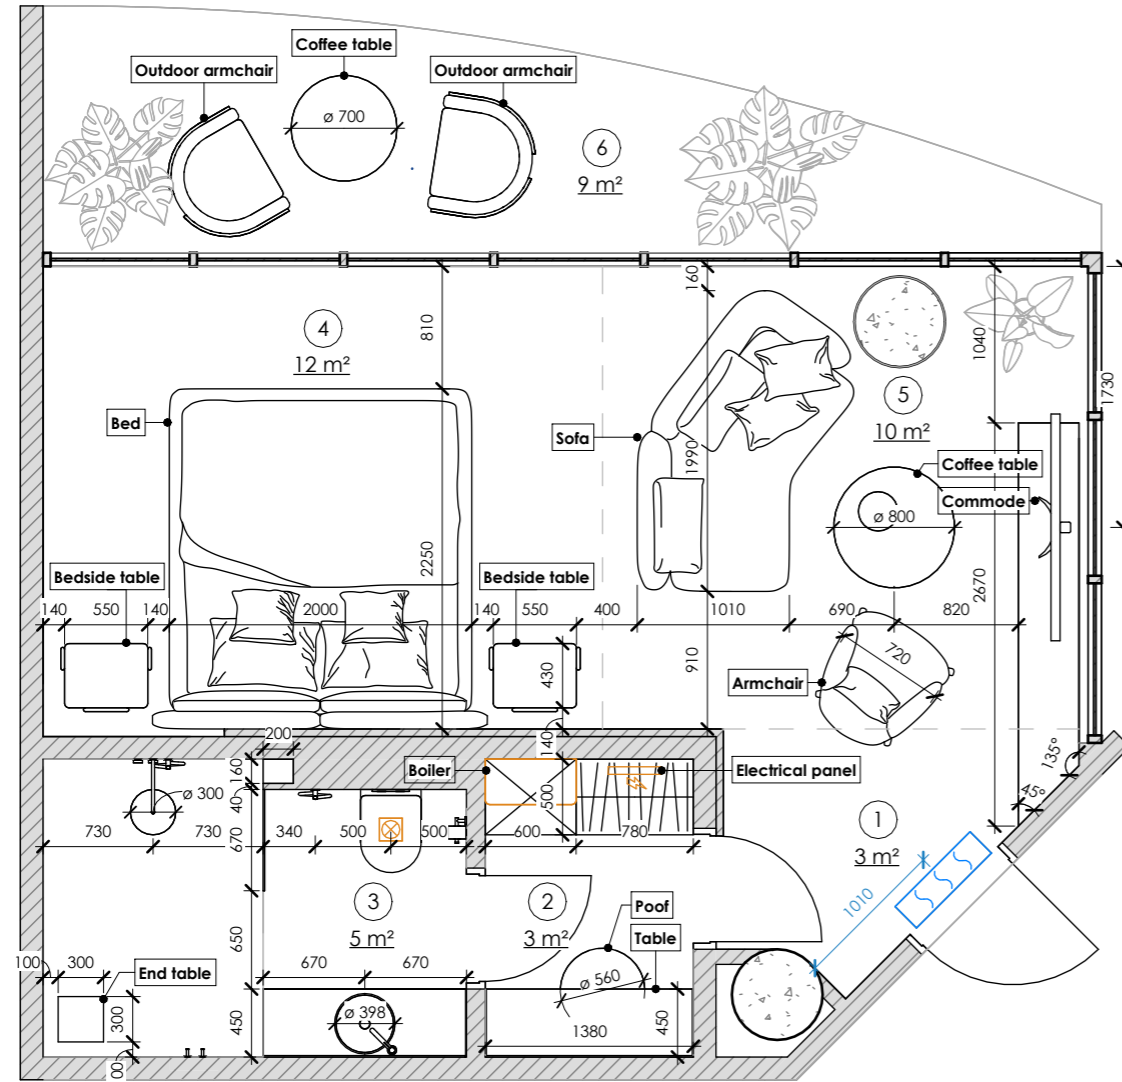 Coffee table
Outdoor armchair
Outdoor armchair
ø 700
6
9 m²
160
4
12 m²
810
1040
1730
5
10 m²
Bed
Sofa
1990
Coffee table
Commode
ø 800
2250
2670
Bedside table
Bedside table
140
550
140
2000
140
550
400
1010
690
820
430
910
720
Armchair
200
140
135°
45°
160
Boiler
Electrical panel
500
40
ø 300
730
730
670
340
500
500
600
780
1
3 m²
3
5 m²
2
3 m²
1010
Poof
Table
650
100
300
End table
670
670
ø 560
300
450
ø 398
1380
450
00